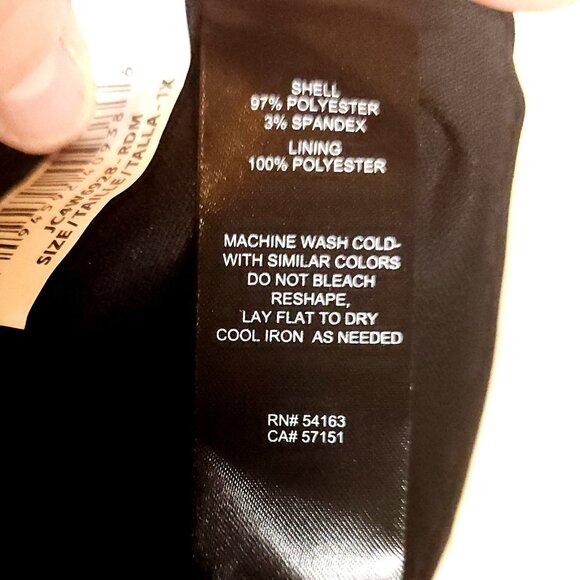 SHELL
97% POLYESTER
3% SPANDEX
LINING
100% POLYESTER
MACHINE WASH COLD-
WITH SIMILAR COLORS
DO NOT BLEACH
RESHAPE,
LAY FLAT TO DRY
COOL IRON AS NEEDED
RN# 54163
CA# 57151
SIZE/TAILLE/TALLA-1X